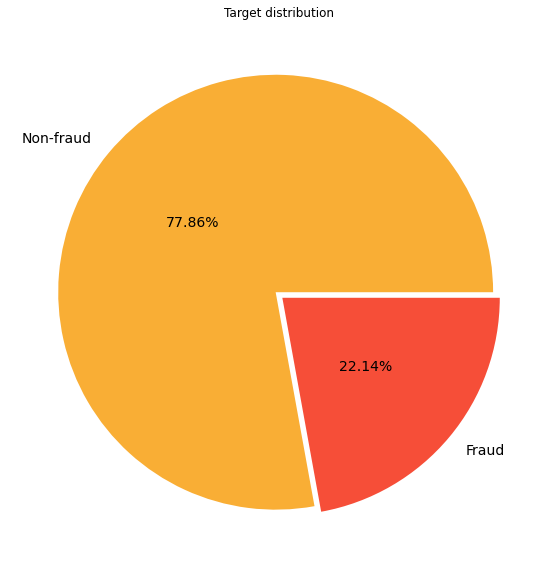 Target distribution
Non-fraud
77.86%
22.14%
Fraud